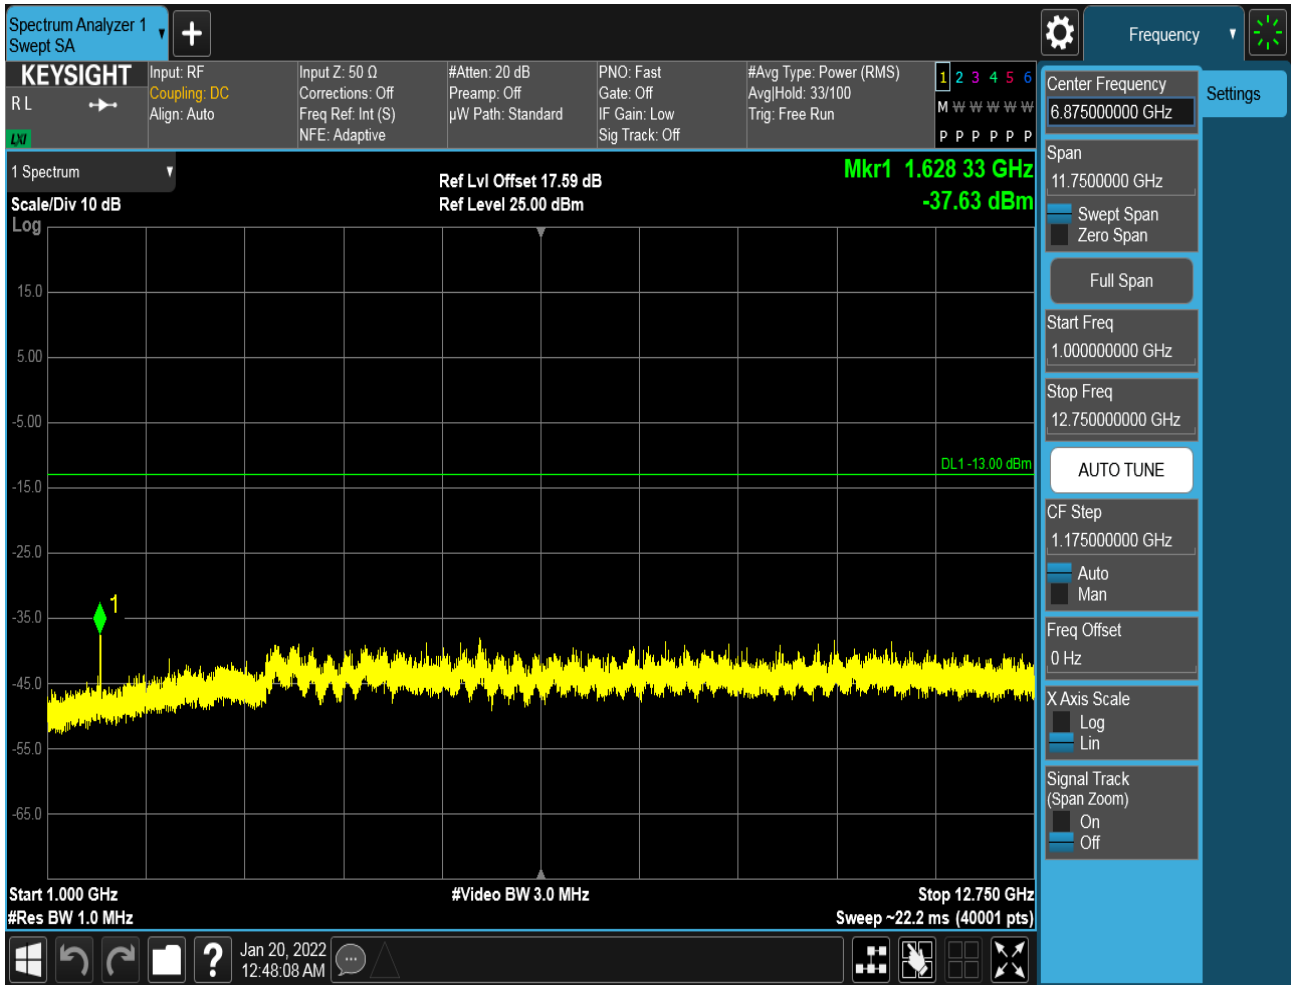 Spectrum Analyzer 1
Swept SA
Frequency
KEYSIGHT
R L
LXI
Input: RF
Coupling: DC
Align: Auto
Input Z: 50 Ω
Corrections: Off
Freq Ref: Int (S)
NFE: Adaptive
#Atten: 20 dB
Preamp: Off
µW Path: Standard
PNO: Fast
Gate: Off
IF Gain: Low
Sig Track: Off
#Avg Type: Power (RMS)
Avg|Hold: 33/100
Trig: Free Run
1 2 3 4 5 6
M W W W W W
P P P P P P
1 Spectrum
Scale/Div 10 dB
Log
Ref Lvl Offset 17.59 dB
Ref Level 25.00 dBm
Mkr1 1.628 33 GHz
-37.63 dBm
15.0
5.00
-5.00
DL1 -13.00 dBm
-15.0
-25.0
1
-35.0
-45.0
-55.0
-65.0
Start 1.000 GHz
#Video BW 3.0 MHz
Stop 12.750 GHz
#Res BW 1.0 MHz
Sweep ~22.2 ms (40001 pts)
Jan 20, 2022
12:48:08 AM
Center Frequency
6.875000000 GHz
Settings
Span
11.7500000 GHz
Swept Span
Zero Span
Full Span
Start Freq
1.000000000 GHz
Stop Freq
12.750000000 GHz
AUTO TUNE
CF Step
1.175000000 GHz
Auto
Man
Freq Offset
0 Hz
X Axis Scale
Log
Lin
Signal Track
(Span Zoom)
On
Off